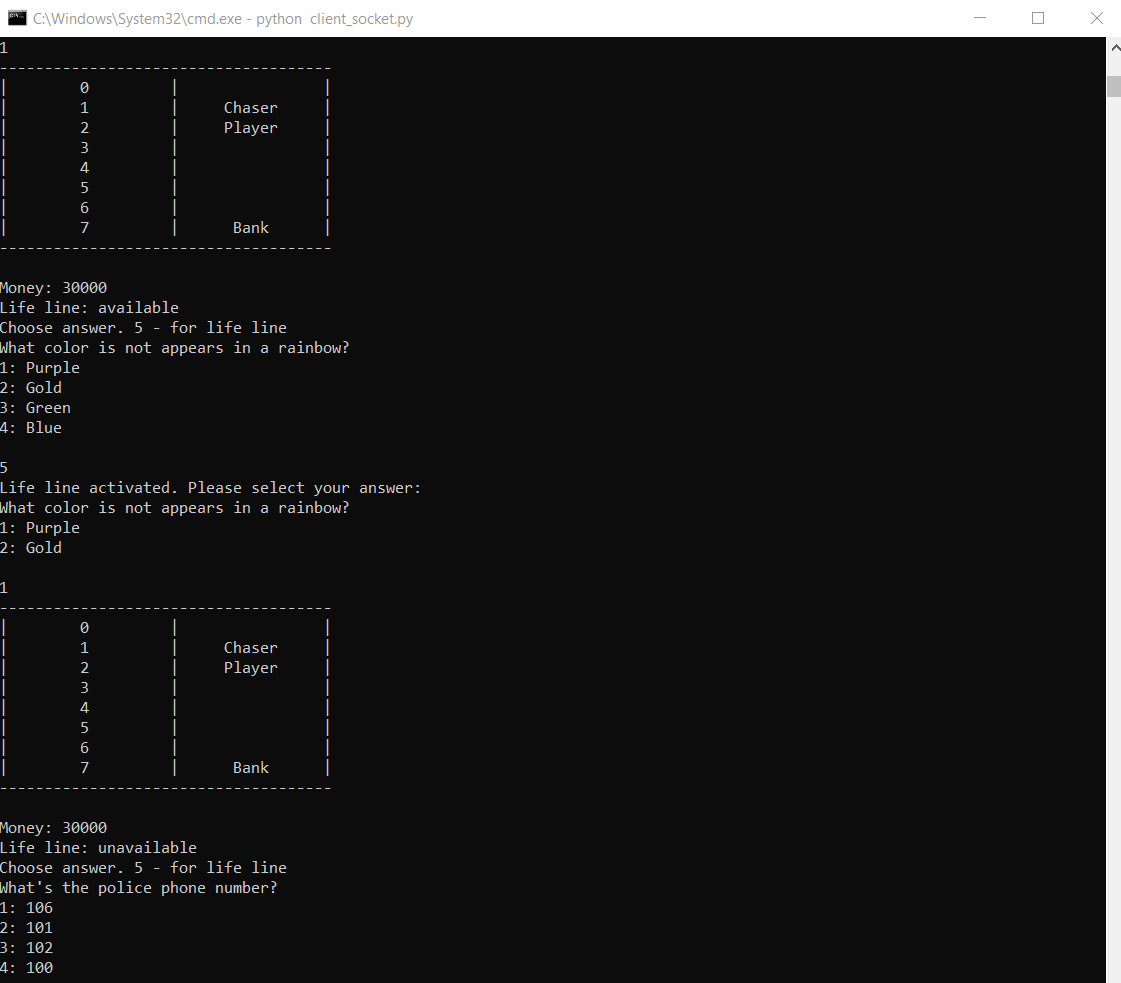 C:\Windows\System32\cmd.exe - python  client_socket.py
1
-------------------------------------
|        0         |                |
|        1         |     Chaser     |
|        2         |     Player     |
|        3         |                |
|        4         |                |
|        5         |                |
|        6         |                |
|        7         |      Bank      |
-------------------------------------
Money: 30000
Life line: available
Choose answer. 5 - for life line
What color is not appears in a rainbow?
1: Purple
2: Gold
3: Green
4: Blue
5
Life line activated. Please select your answer:
What color is not appears in a rainbow?
1: Purple
2: Gold
1
-------------------------------------
|        0         |                |
|        1         |     Chaser     |
|        2         |     Player     |
|        3         |                |
|        4         |                |
|        5         |                |
|        6         |                |
|        7         |      Bank      |
-------------------------------------
Money: 30000
Life line: unavailable
Choose answer. 5 - for life line
What's the police phone number?
1: 106
2: 101
3: 102
4: 100